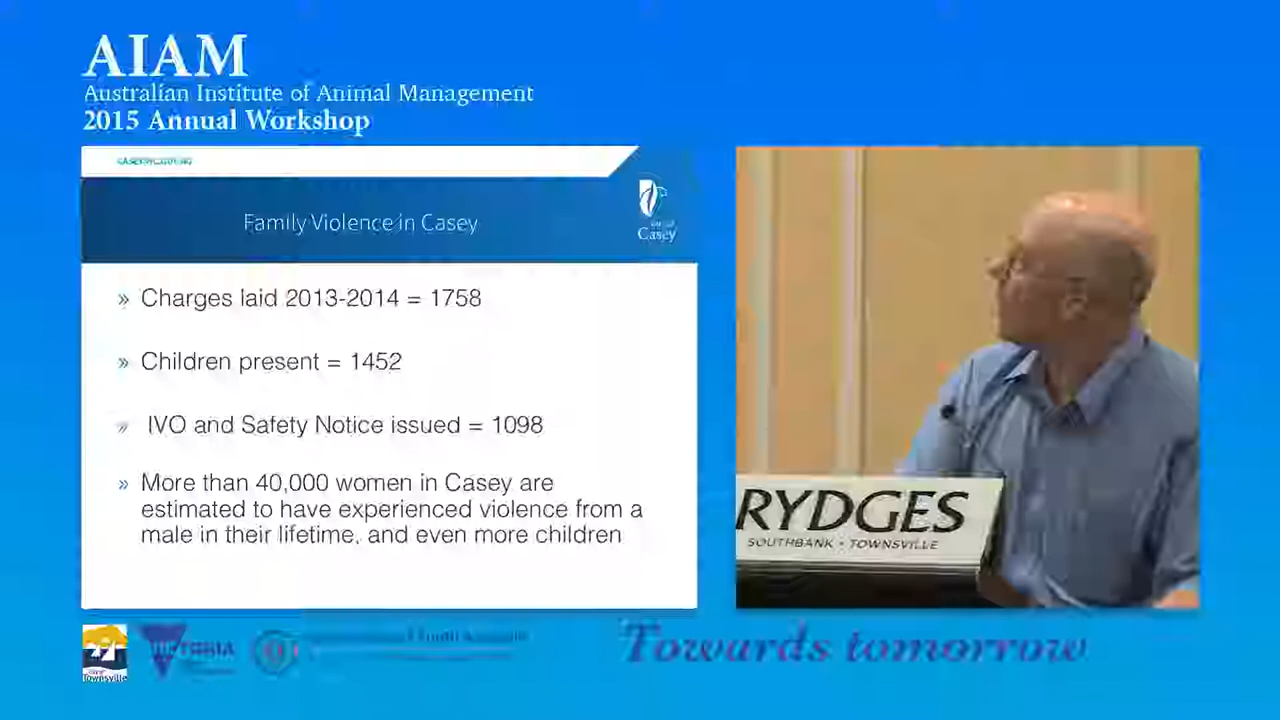 AIAM
Australian Institute of Animal Management
2015 Annual Workshop
Family Violence in Casey
Casey
» Charges laid 2013-2014 = 1758
» Children present = 1452
» IVO and Safety Notice issued = 1098
» More than 40,000 women in Casey are
estimated to have experienced violence from a
male in their lifetime, and even more children
RYDGES
SOUTHBANK • TOWNSVILLE
Townsville
VICTORIA
Towards tomorrow